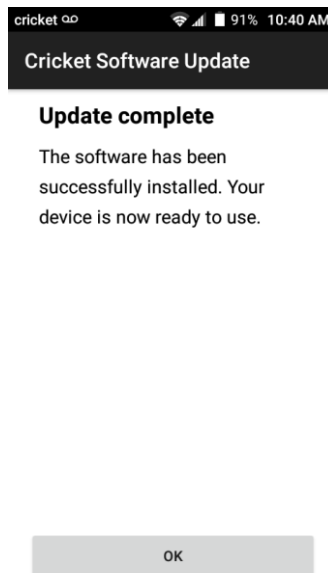 cricket 91% 10:40 AM
Cricket Software Update
Update complete
The software has been
successfully installed. Your
device is now ready to use.
OK